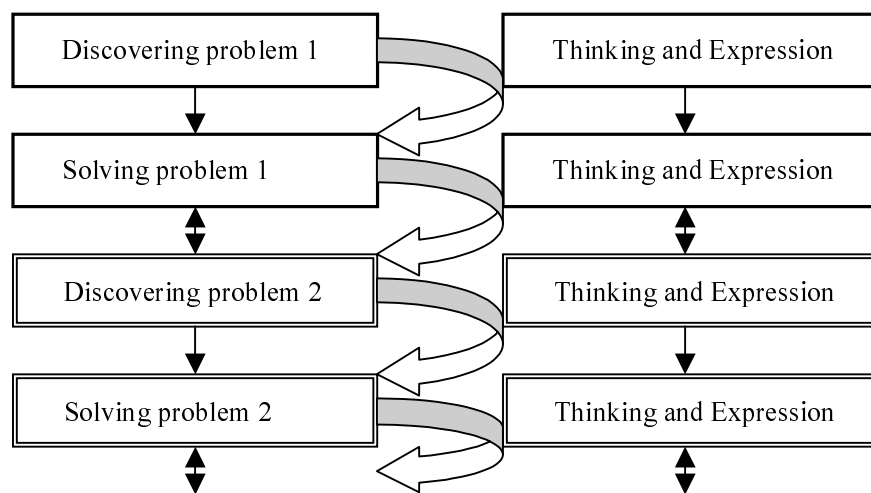 Discovering problem 1
Thinking and Expression
Solving problem 1
Thinking and Expression
Discovering problem 2
Thinking and Expression
Solving problem 2
Thinking and Expression